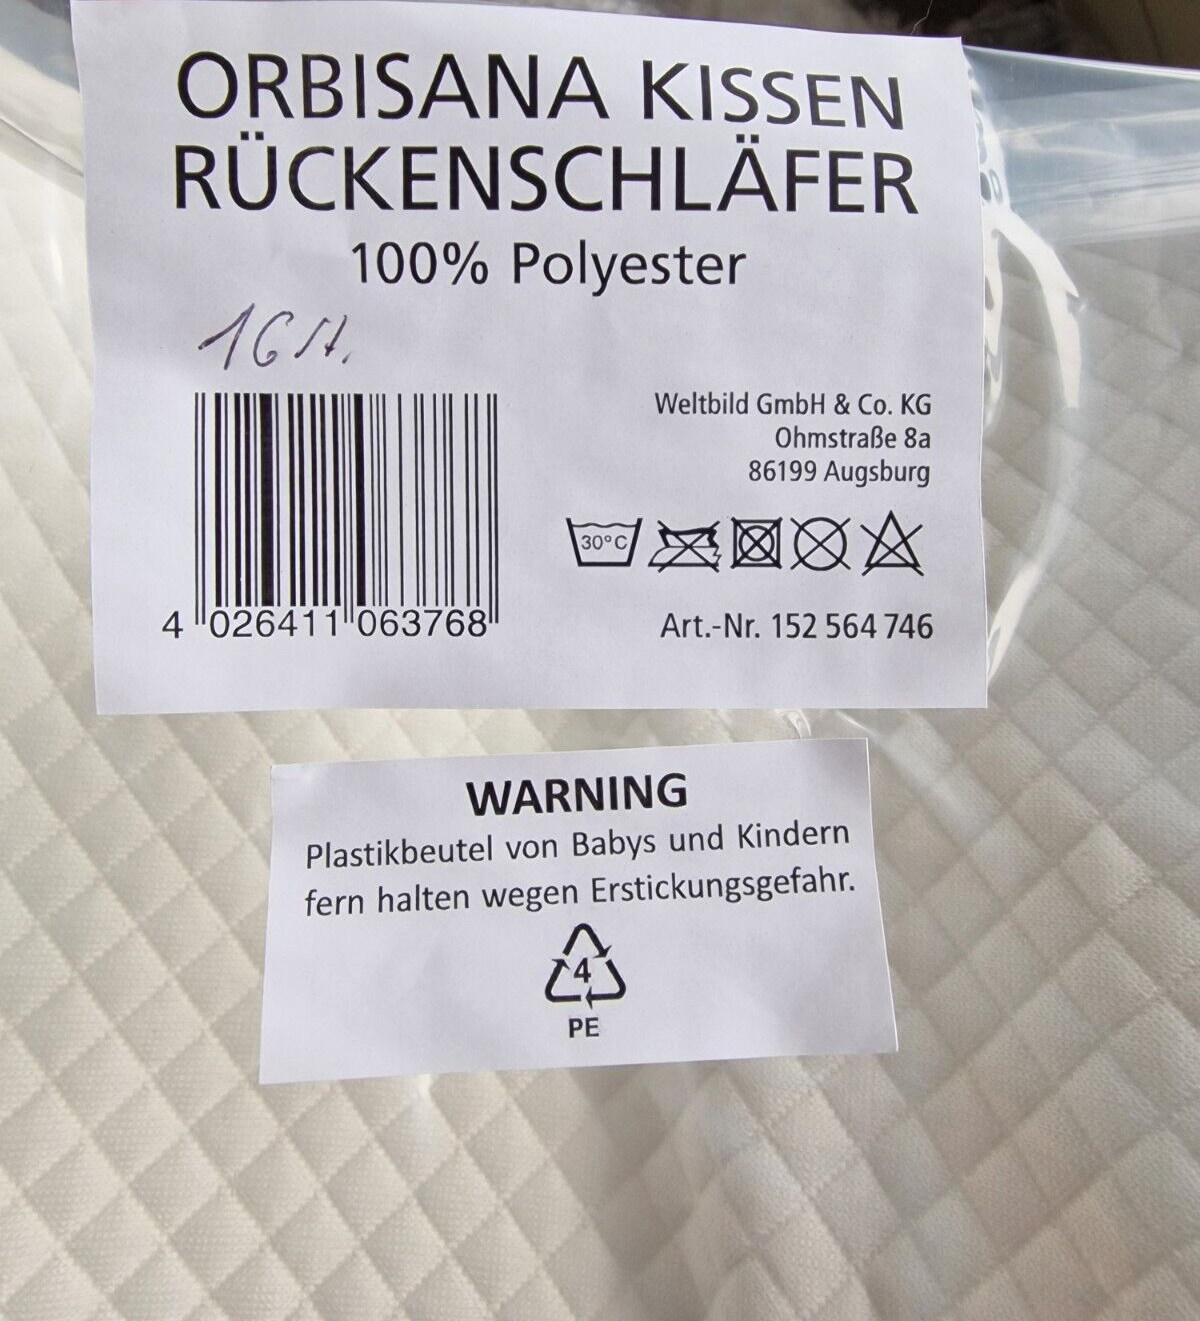 ORBISANA KISSEN
RÜCKENSCHLÄFER
100% Polyester
Weltbild GmbH & Co. KG
Ohmstraße 8a
86199 Augsburg
30°C
4 026411 063768
Art.-Nr. 152 564 746
WARNING
Plastikbeutel von Babys und Kindern
fern halten wegen Erstickungsgefahr.
4
PE